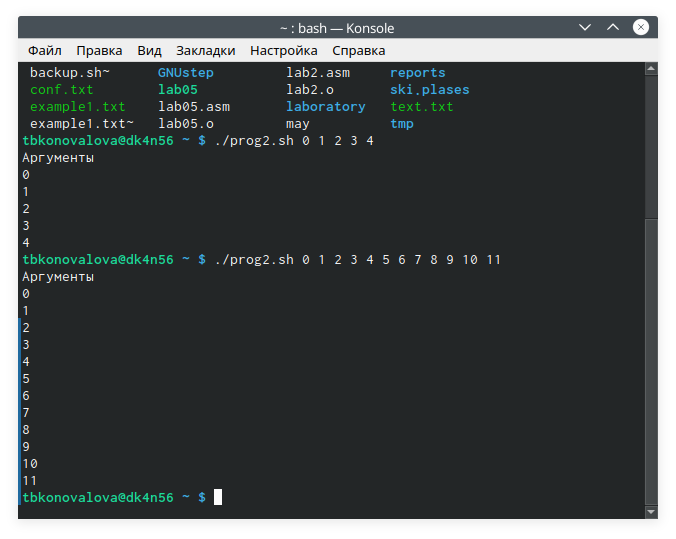 ~ : bash — Konsole
Файл Правка Вид Закладки Настройка Справка
backup.sh~ GNUstep lab2.asm reports
conf.txt lab05 lab2.o ski.plases
example1.txt lab05.asm laboratory text.txt
example1.txt~ lab05.o may tmp
tbkonovalova@dk4n56 ~ $ ./prog2.sh 0 1 2 3 4
Аргументы
0
1
2
3
4
tbkonovalova@dk4n56 ~ $ ./prog2.sh 0 1 2 3 4 5 6 7 8 9 10 11
Аргументы
0
1
2
3
4
5
6
7
8
9
10
11
tbkonovalova@dk4n56 ~ $